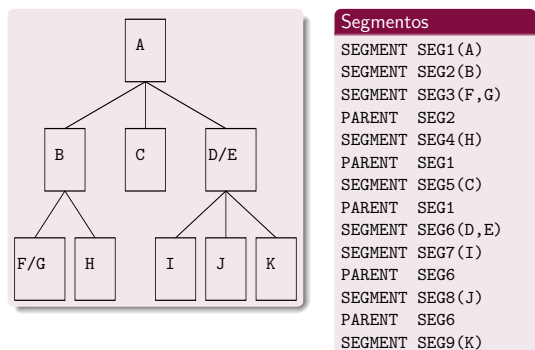 A
B C D/E
F/G H I J K
Segmentos
SEGMENT SEG1(A)
SEGMENT SEG2(B)
SEGMENT SEG3(F,G)
PARENT SEG2
SEGMENT SEG4(H)
PARENT SEG1
SEGMENT SEG5(C)
PARENT SEG1
SEGMENT SEG6(D,E)
SEGMENT SEG7(I)
PARENT SEG6
SEGMENT SEG8(J)
PARENT SEG6
SEGMENT SEG9(K)